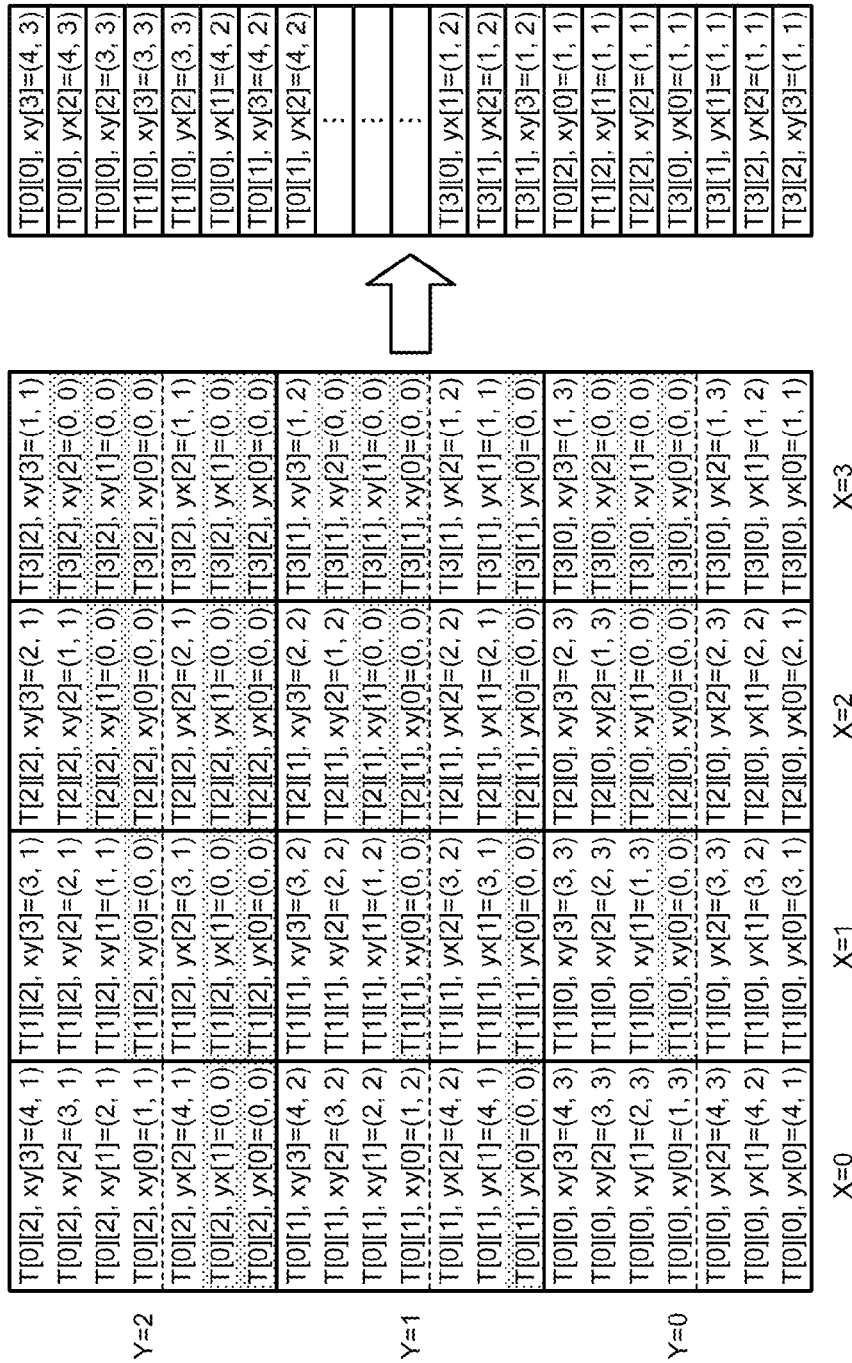 Y=2
T[0][2], xy[3]=(4, 1)
T[0][2], xy[2]=(3, 1)
T[0][2], xy[1]=(2, 1)
T[0][2], xy[0]=(1, 1)
T[0][2], yx[2]=(4, 1)
T[0][2], yx[1]=(0, 0)
T[0][2], yx[0]=(0, 0)
T[1][2], xy[3]=(3, 1)
T[1][2], xy[2]=(2, 1)
T[1][2], xy[1]=(1, 1)
T[1][2], xy[0]=(0, 0)
T[1][2], yx[2]=(3, 1)
T[1][2], yx[1]=(0, 0)
T[1][2], yx[0]=(0, 0)
T[2][2], xy[3]=(2, 1)
T[2][2], xy[2]=(1, 1)
T[2][2], xy[1]=(0, 0)
T[2][2], xy[0]=(0, 0)
T[2][2], yx[2]=(2, 1)
T[2][2], yx[1]=(0, 0)
T[2][2], yx[0]=(0, 0)
T[3][2], xy[3]=(1, 1)
T[3][2], xy[2]=(0, 0)
T[3][2], xy[1]=(0, 0)
T[3][2], xy[0]=(0, 0)
T[3][2], yx[2]=(1, 1)
T[3][2], yx[1]=(0, 0)
T[3][2], yx[0]=(0, 0)
Y=1
T[0][1], xy[3]=(4, 2)
T[0][1], xy[2]=(3, 2)
T[0][1], xy[1]=(2, 2)
T[0][1], xy[0]=(1, 2)
T[0][1], yx[2]=(4, 2)
T[0][1], yx[1]=(4, 1)
T[0][1], yx[0]=(0, 0)
T[1][1], xy[3]=(3, 2)
T[1][1], xy[2]=(2, 2)
T[1][1], xy[1]=(1, 2)
T[1][1], xy[0]=(0, 0)
T[1][1], yx[2]=(3, 2)
T[1][1], yx[1]=(3, 1)
T[1][1], yx[0]=(0, 0)
T[2][1], xy[3]=(2, 2)
T[2][1], xy[2]=(1, 2)
T[2][1], xy[1]=(0, 0)
T[2][1], xy[0]=(0, 0)
T[2][1], yx[2]=(2, 2)
T[2][1], yx[1]=(2, 1)
T[2][1], yx[0]=(0, 0)
T[3][1], xy[3]=(1, 2)
T[3][1], xy[2]=(0, 0)
T[3][1], xy[1]=(0, 0)
T[3][1], xy[0]=(0, 0)
T[3][1], yx[2]=(1, 2)
T[3][1], yx[1]=(1, 1)
T[3][1], yx[0]=(0, 0)
Y=0
T[0][0], xy[3]=(4, 3)
T[0][0], xy[2]=(3, 3)
T[0][0], xy[1]=(2, 3)
T[0][0], xy[0]=(1, 3)
T[0][0], yx[2]=(4, 3)
T[0][0], yx[1]=(4, 2)
T[0][0], yx[0]=(4, 1)
T[1][0], xy[3]=(3, 3)
T[1][0], xy[2]=(2, 3)
T[1][0], xy[1]=(1, 3)
T[1][0], xy[0]=(0, 0)
T[1][0], yx[2]=(3, 3)
T[1][0], yx[1]=(3, 2)
T[1][0], yx[0]=(3, 1)
T[2][0], xy[3]=(2, 3)
T[2][0], xy[2]=(1, 3)
T[2][0], xy[1]=(0, 0)
T[2][0], xy[0]=(0, 0)
T[2][0], yx[2]=(2, 3)
T[2][0], yx[1]=(2, 2)
T[2][0], yx[0]=(2, 1)
T[3][0], xy[3]=(1, 3)
T[3][0], xy[2]=(0, 0)
T[3][0], xy[1]=(0, 0)
T[3][0], xy[0]=(0, 0)
T[3][0], yx[2]=(1, 3)
T[3][0], yx[1]=(1, 2)
T[3][0], yx[0]=(1, 1)
X=0
X=1
X=2
X=3
T[0][0], xy[3]=(4, 3)
T[0][0], yx[2]=(4, 3)
T[0][0], xy[2]=(3, 3)
T[1][0], xy[3]=(3, 3)
T[1][0], yx[2]=(3, 3)
T[0][0], yx[1]=(4, 2)
T[0][1], xy[3]=(4, 2)
T[0][1], yx[2]=(4, 2)
⋮
⋮
⋮
T[3][0], yx[1]=(1, 2)
T[3][1], yx[2]=(1, 2)
T[3][1], xy[3]=(1, 2)
T[0][2], xy[0]=(1, 1)
T[1][2], xy[1]=(1, 1)
T[2][2], xy[2]=(1, 1)
T[3][0], yx[0]=(1, 1)
T[3][1], yx[1]=(1, 1)
T[3][2], yx[2]=(1, 1)
T[3][2], xy[3]=(1, 1)